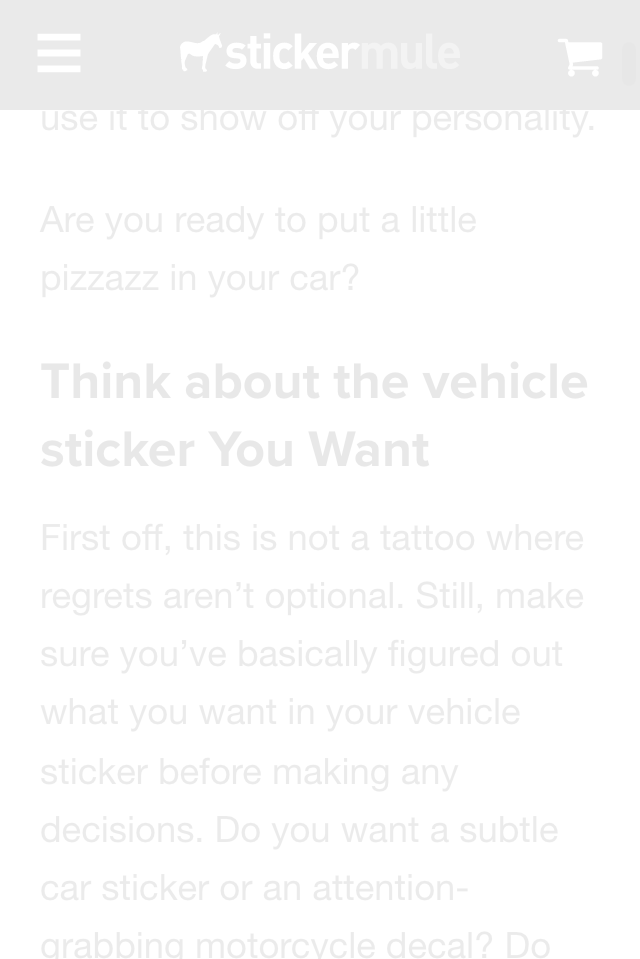 stickermule
use it to show off your personality.
Are you ready to put a little
pizzazz in your car?
Think about the vehicle
sticker You Want
First off, this is not a tattoo where
regrets aren’t optional. Still, make
sure you’ve basically figured out
what you want in your vehicle
sticker before making any
decisions. Do you want a subtle
car sticker or an attention-
grabbing motorcycle decal? Do